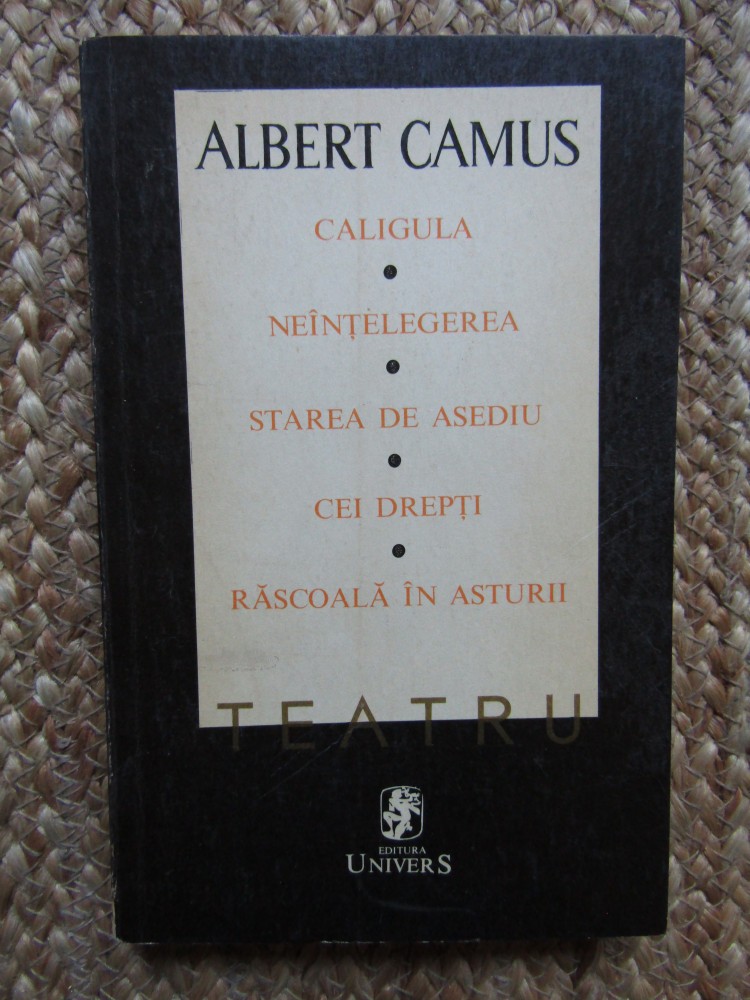 ALBERT CAMUS
CALIGULA
NEÎNȚELEGEREA
STAREA DE ASEDIU
CEI DREPȚI
RĂSCOALĂ ÎN ASTURII
TEATRU
EDITURA
UNIVERS